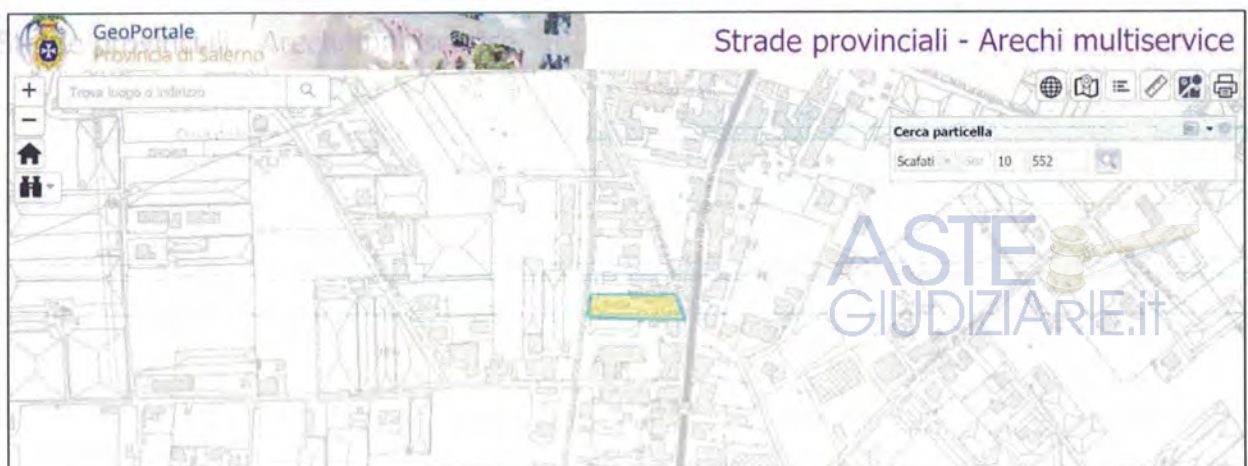 GeoPortale
Provincia di Salerno
Strade provinciali - Arechi multiservice
Trova luogo o indirizzo
Cerca particella
Scafati Sez 10 552
ASTE
GIUDIZIARIE.it